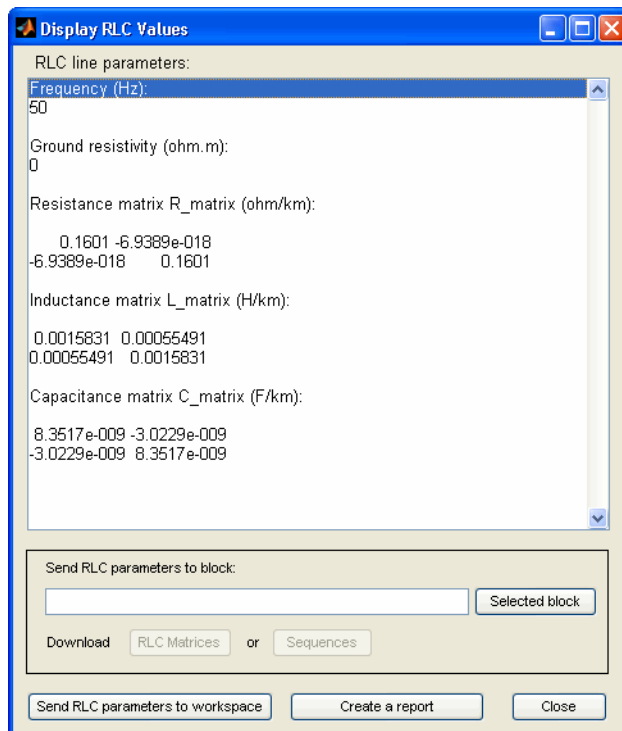 Display RLC Values
RLC line parameters:
Frequency (Hz):
50
Ground resistivity (ohm.m):
0
Resistance matrix R_matrix (ohm/km):
0.1601 -6.9389e-018
-6.9389e-018 0.1601
Inductance matrix L_matrix (H/km):
0.0015831 0.00055491
0.00055491 0.0015831
Capacitance matrix C_matrix (F/km):
8.3517e-009 -3.0229e-009
-3.0229e-009 8.3517e-009
Send RLC parameters to block:
Selected block
Download RLC Matrices or Sequences
Send RLC parameters to workspace Create a report Close